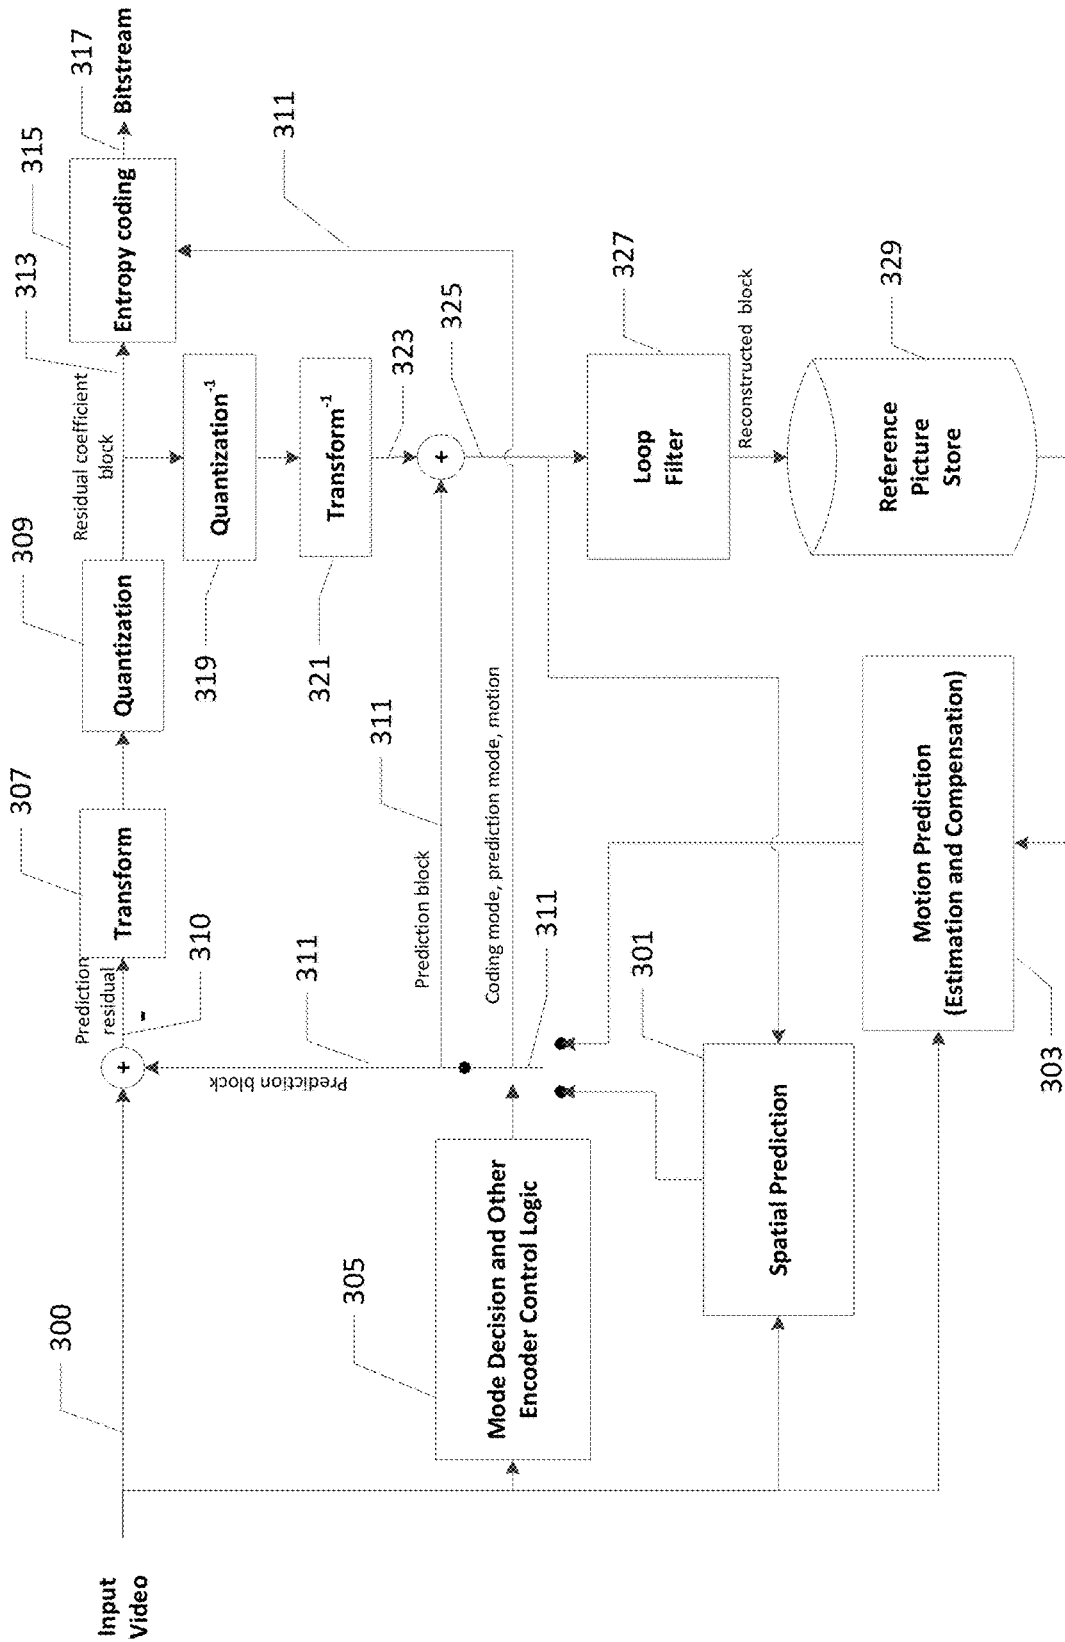 Input
Video
300
Prediction
residual
310
-
+
307
Transform
309
Quantization
Residual coefficient
block
313
315
Entropy coding
317
Bitstream
311
Quantization-1
319
Transform-1
321
323
+
325
Prediction block
311
Prediction block
311
Coding mode, prediction mode, motion
311
305
Mode Decision and Other
Encoder Control Logic
Loop
Filter
327
Reconstructed block
Reference
Picture
Store
329
301
Spatial Prediction
Motion Prediction
(Estimation and Compensation)
303